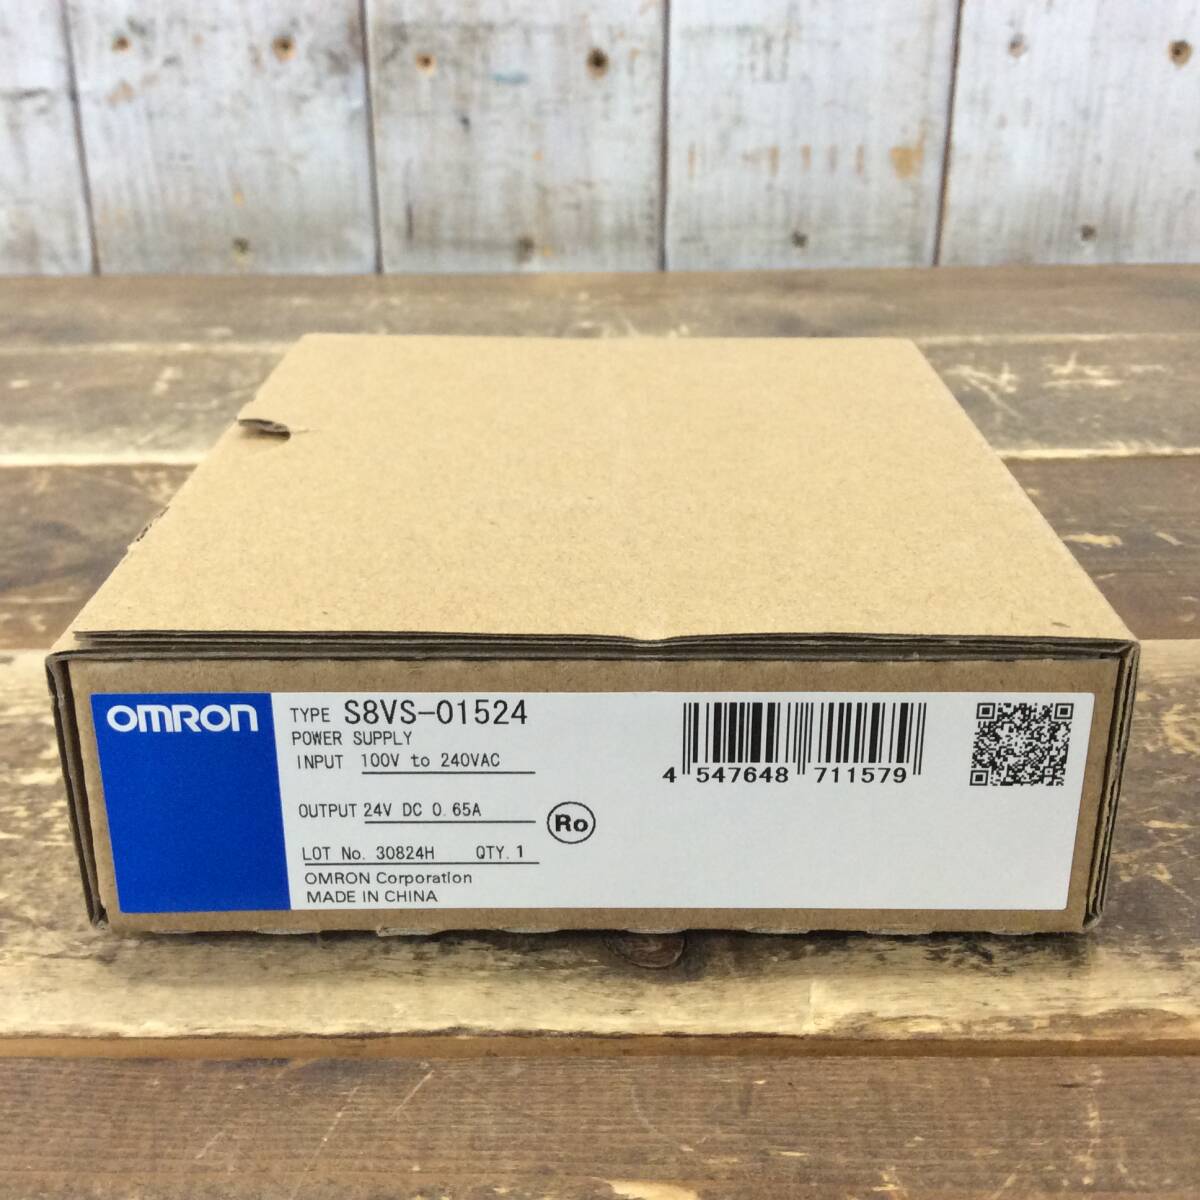 OMRON
TYPE S8VS-01524
POWER SUPPLY
INPUT 100V to 240VAC
OUTPUT 24V DC 0.65A
Ro
LOT No. 30824H QTY. 1
OMRON Corporation
MADE IN CHINA
4 547648 711579